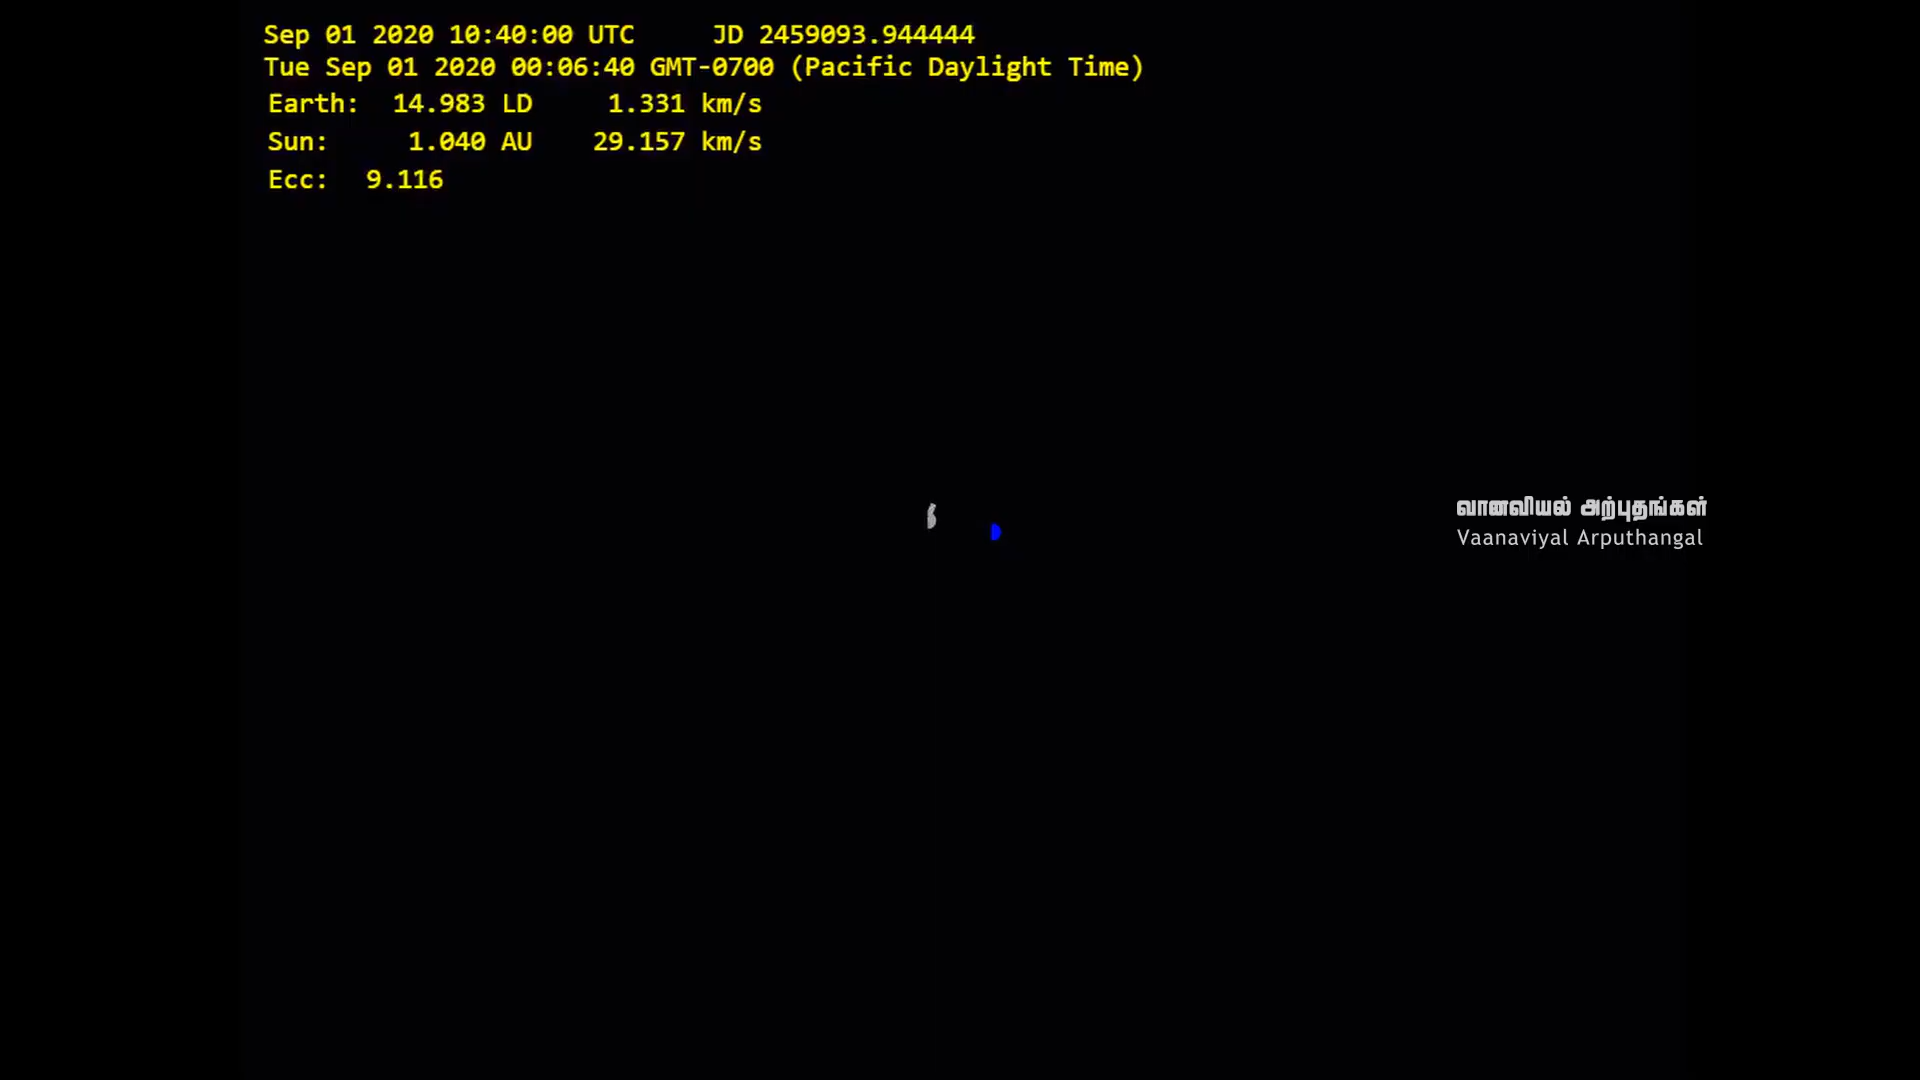 Sep 01 2020 10:40:00 UTC JD 2459093.944444
Tue Sep 01 2020 00:06:40 GMT-0700 (Pacific Daylight Time)
Earth: 14.983 LD 1.331 km/s
Sun: 1.040 AU 29.157 km/s
Ecc: 9.116
வானவியல் அற்புதங்கள்
Vaanaviyal Arputhangal